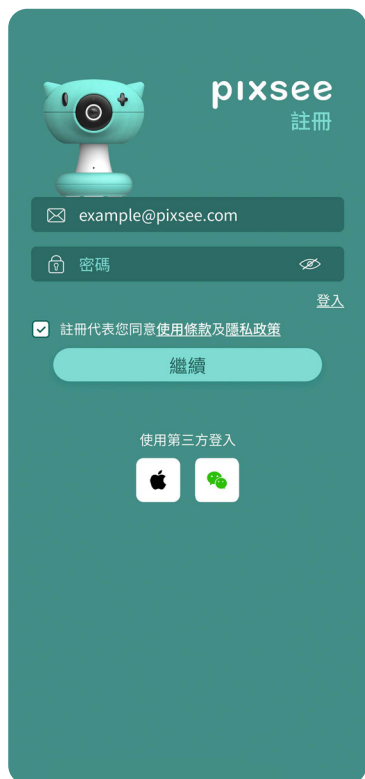 pixsee
註冊
example@pixsee.com
密碼
登入
註冊代表您同意使用條款及隱私政策
繼續
使用第三方登入